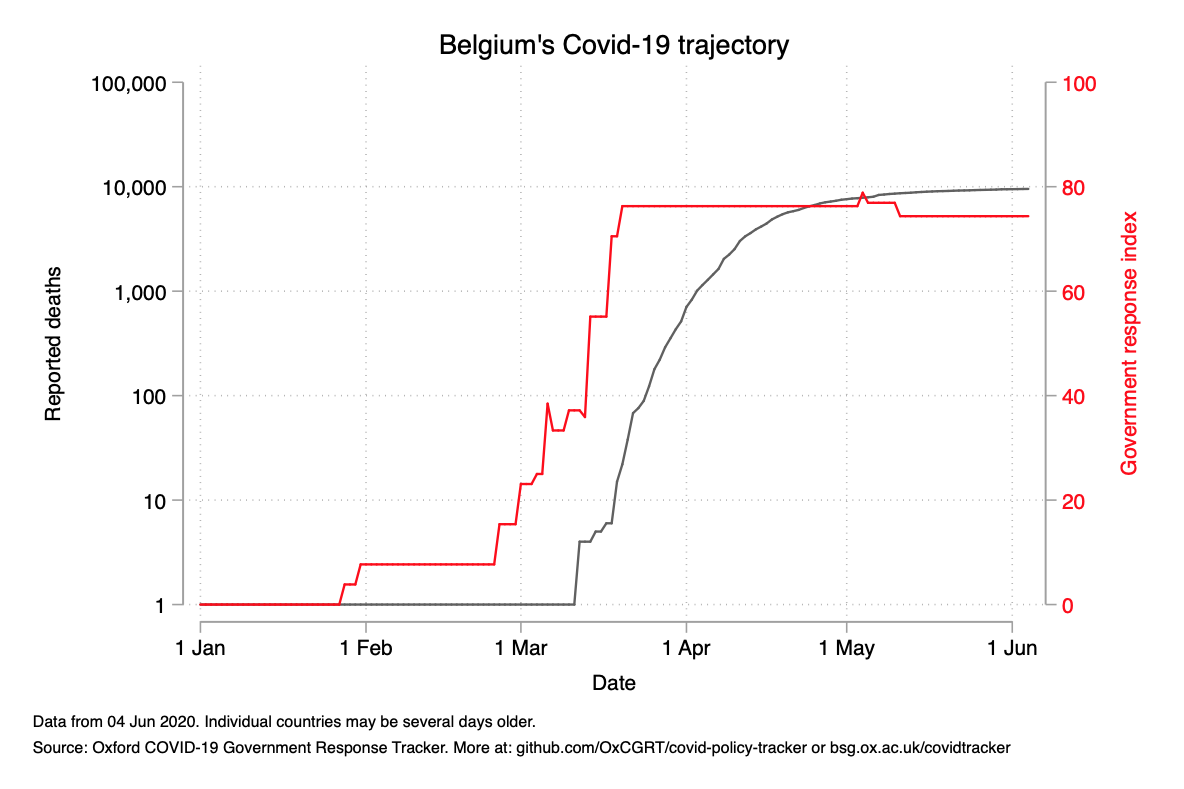 Belgium's Covid-19 trajectory
100,000
10,000
1,000
100
10
1
Reported deaths
100
80
60
40
20
0
Government response index
1 Jan
1 Feb
1 Mar
1 Apr
1 May
1 Jun
Date
Data from 04 Jun 2020. Individual countries may be several days older.
Source: Oxford COVID-19 Government Response Tracker. More at: github.com/OxCGRT/covid-policy-tracker or bsg.ox.ac.uk/covidtracker